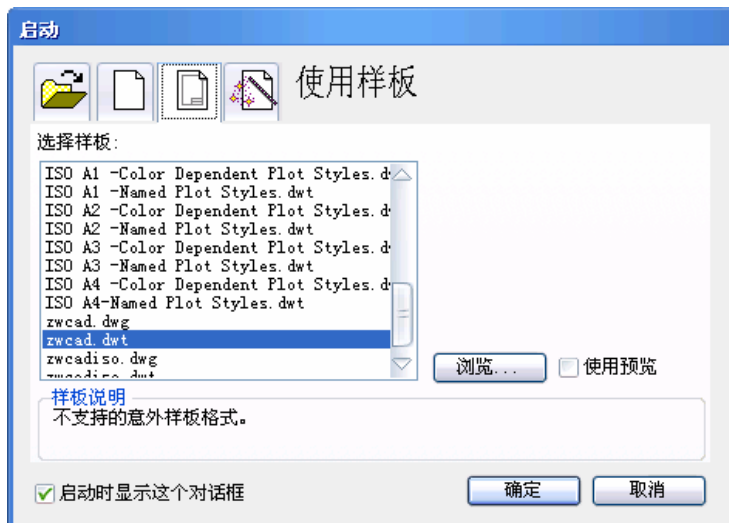 启动
使用样板
选择样板:
ISO A1 -Color Dependent Plot Styles.d
ISO A1 -Named Plot Styles.dwt
ISO A2 -Color Dependent Plot Styles.d
ISO A2 -Named Plot Styles.dwt
ISO A3 -Color Dependent Plot Styles.d
ISO A3 -Named Plot Styles.dwt
ISO A4 -Color Dependent Plot Styles.d
ISO A4-Named Plot Styles.dwt
zwcad.dwg
zwcad.dwt
zwcadiso.dwg
zwcadiso.dwt
浏览...
使用预览
样板说明
不支持的意外样板格式。
启动时显示这个对话框
确定
取消